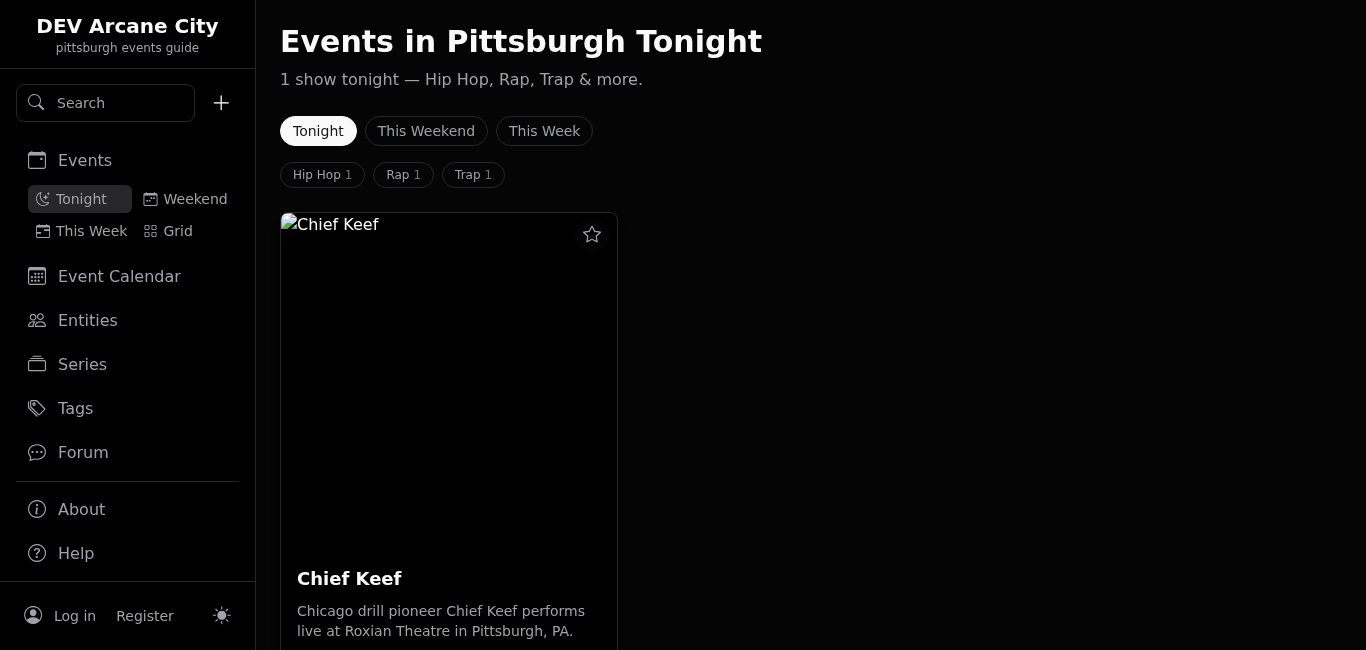 DEV Arcane City
pittsburgh events guide
Search
Events
Tonight
Weekend
This Week
Grid
Event Calendar
Entities
Series
Tags
Forum
About
Help
Log in
Register
Events in Pittsburgh Tonight
1 show tonight — Hip Hop, Rap, Trap & more.
Tonight
This Weekend
This Week
Hip Hop 1
Rap 1
Trap 1
Chief Keef
Chief Keef
Chicago drill pioneer Chief Keef performs
live at Roxian Theatre in Pittsburgh, PA.